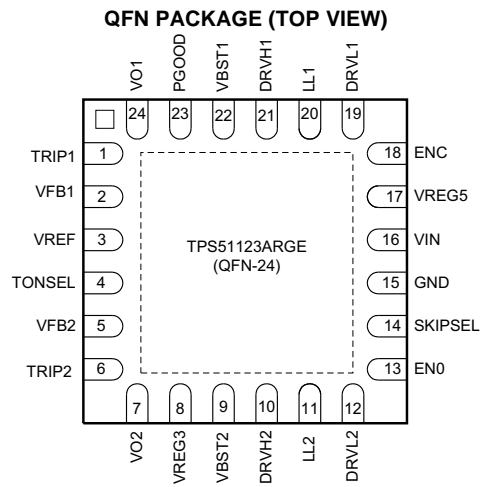 QFN PACKAGE (TOP VIEW)
VO1
PGOOD
VBST1
DRVH1
LL1
DRVL1
24
23
22
21
20
19
TRIP1 1
VFB1 2
VREF 3
TONSEL 4
VFB2 5
TRIP2 6
TPS51123ARGE
(QFN-24)
18 ENC
17 VREG5
16 VIN
15 GND
14 SKIPSEL
13 EN0
7
8
9
10
11
12
VO2
VREG3
VBST2
DRVH2
LL2
DRVL2